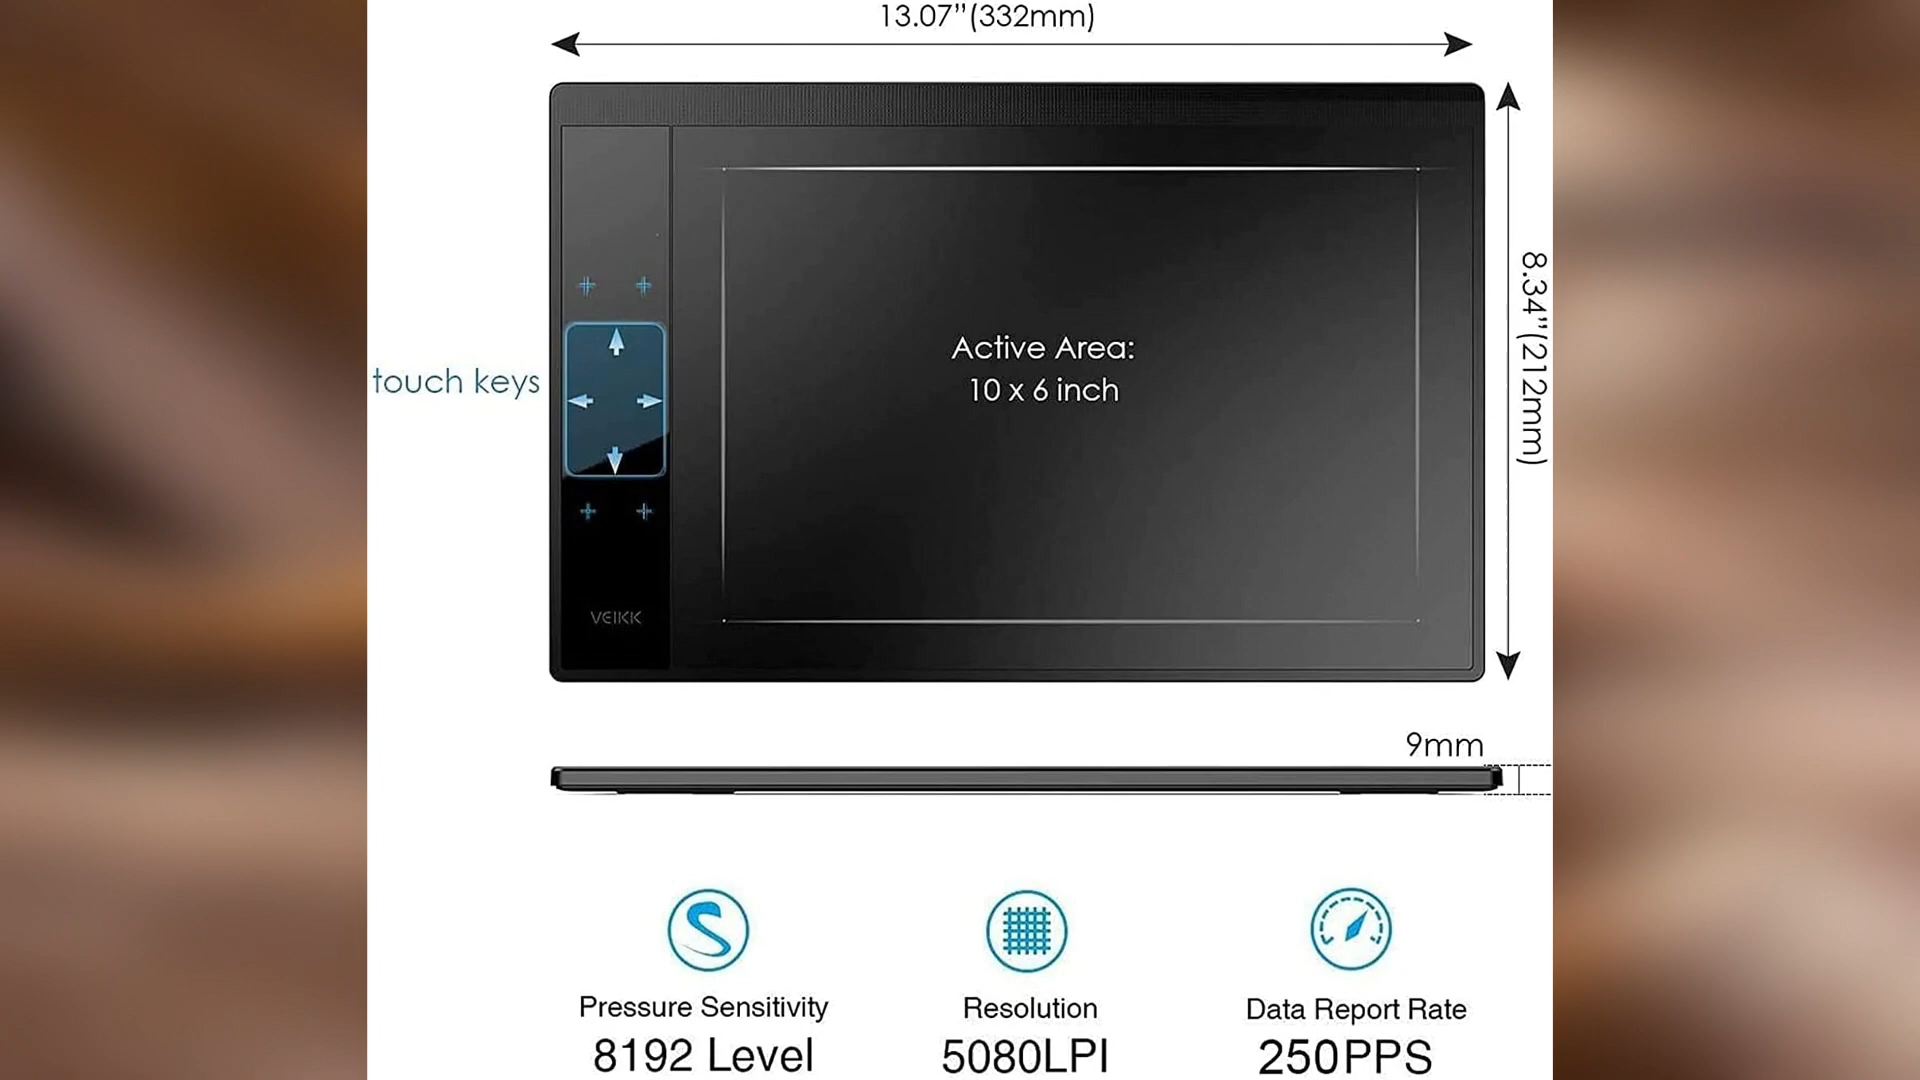 13.07”(332mm)
8.34”(212mm)
Active Area:
10 x 6 inch
touch keys
VEIKK
9mm
Pressure Sensitivity
8192 Level
Resolution
5080LPI
Data Report Rate
250PPS